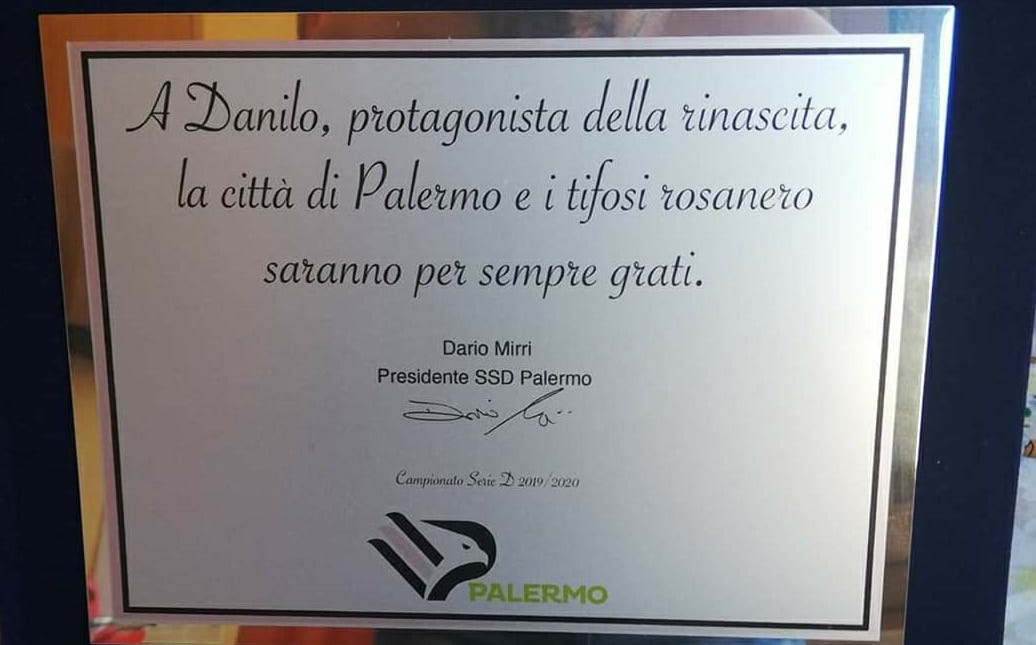 A Danilo, protagonista della rinascita,
la città di Palermo e i tifosi rosanero
saranno per sempre grati.
Dario Mirri
Presidente SSD Palermo
Campionato Serie D 2019/2020
PALERMO